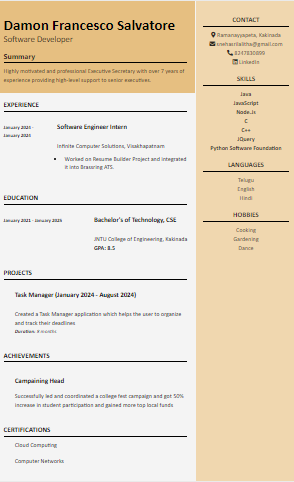 Damon Francesco Salvatore
Software Developer
Summary
Highly motivated and professional Executive Secretary with over 7 years of
experience providing high-level support to senior executives.
EXPERIENCE
January 2024 -
January 2024
Software Engineer Intern
Infinite Computer Solutions, Visakhapatnam
• Worked on Resume Builder Project and integrated
it into Brassring ATS.
EDUCATION
January 2021 - January 2025
Bachelor's of Technology, CSE
JNTU College of Engineering, Kakinada
GPA: 8.5
PROJECTS
Task Manager (January 2024 - August 2024)
Created a Task Manager application which helps the user to organize
and track their deadlines
Duration: 8 months
ACHIEVEMENTS
Campaining Head
Successfully led and coordinated a college fest campaign and got 50%
increase in student participation and gained more top local funds
CERTIFICATIONS
Cloud Computing
Computer Networks
CONTACT
Ramanayyapeta, Kakinada
8247830899
LinkedIn
SKILLS
Java
JavaScript
Node.js
C
C++
JQuery
Python Software Foundation
LANGUAGES
Telugu
English
Hindi
HOBBIES
Cooking
Gardening
Dance